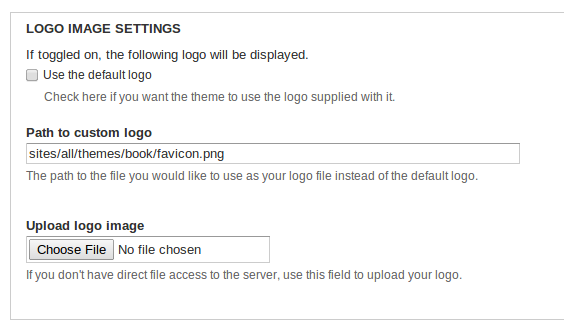 LOGO IMAGE SETTINGS
If toggled on, the following logo will be displayed.
Use the default logo
Check here if you want the theme to use the logo supplied with it.
Path to custom logo
sites/all/themes/book/favicon.png
The path to the file you would like to use as your logo file instead of the default logo.
Upload logo image
Choose File No file chosen
If you don't have direct file access to the server, use this field to upload your logo.